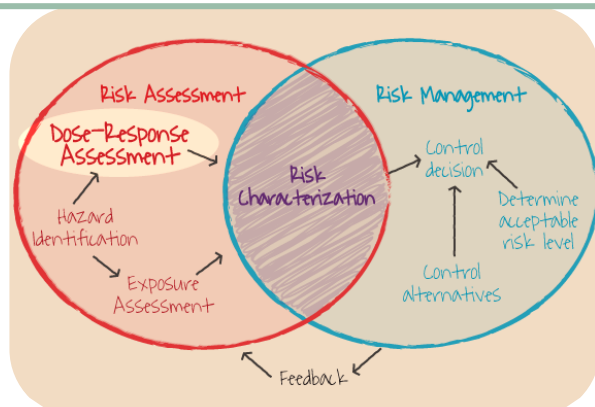 Risk Assessment
Risk Management
Dose-Response
Assessment
Control
decision
Risk
Characterization
Hazard
Identification
Determine
acceptable
risk level
Exposure
Assessment
Control
alternatives
Feedback